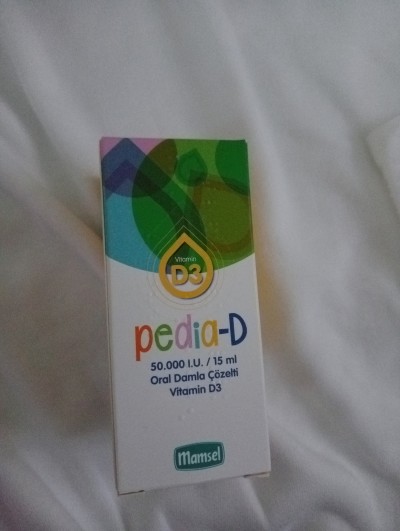 Vitamin
D3
pedia-D
50.000 I.U. / 15 ml
Oral Damla Çözelti
Vitamin D3
Mamsel